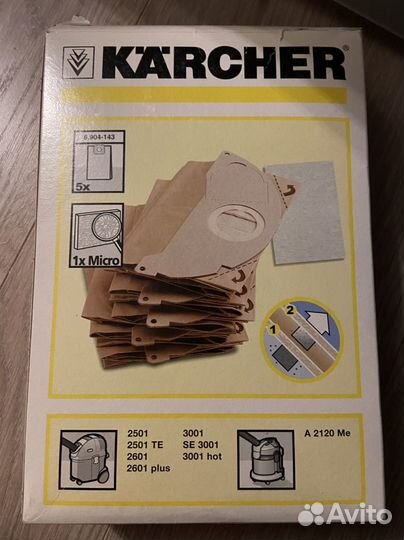 KÄRCHER®
6.904-143
5x
1x Micro
2
1
2501 3001
2501 TE SE 3001
2601 3001 hot
2601 plus
A 2120 Me
Avito